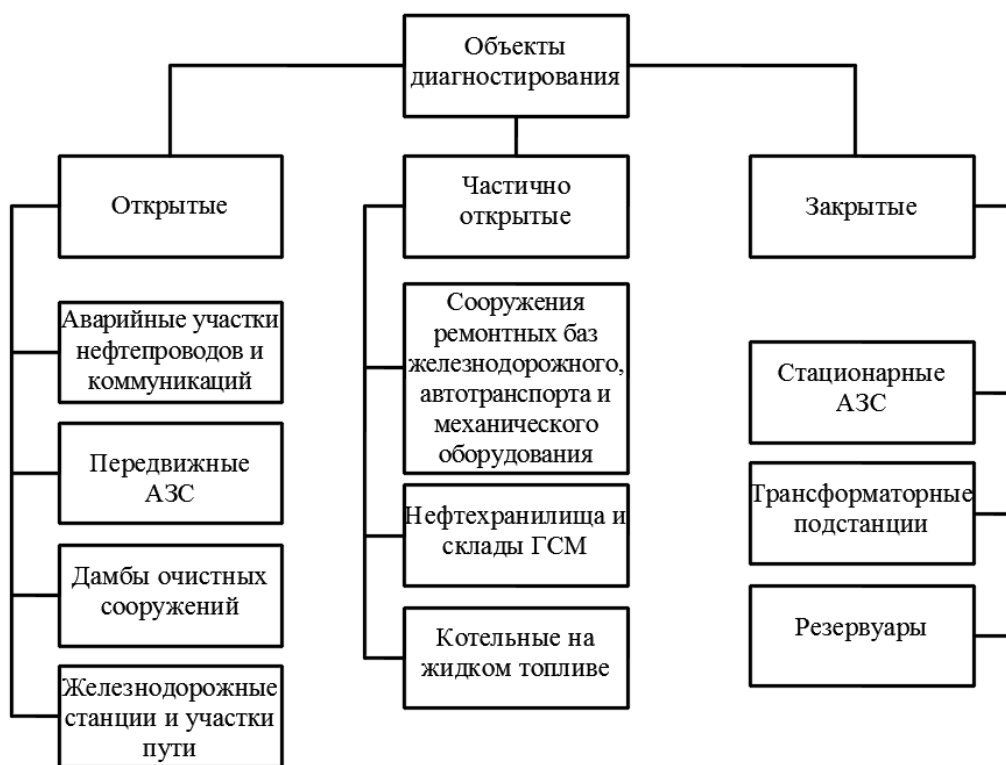 Объекты
диагностирования
Открытые
Частично
открытые
Закрытые
Аварийные участки
нефтепроводов и
коммуникаций
Передвижные
АЗС
Дамбы очистных
сооружений
Железнодорожные
станции и участки
пути
Сооружения
ремонтных баз
железнодорожного,
автотранспорта и
механического
оборудования
Нефтехранилища и
склады ГСМ
Котельные на
жидком топливе
Стационарные
АЗС
Трансформаторные
подстанции
Резервуары